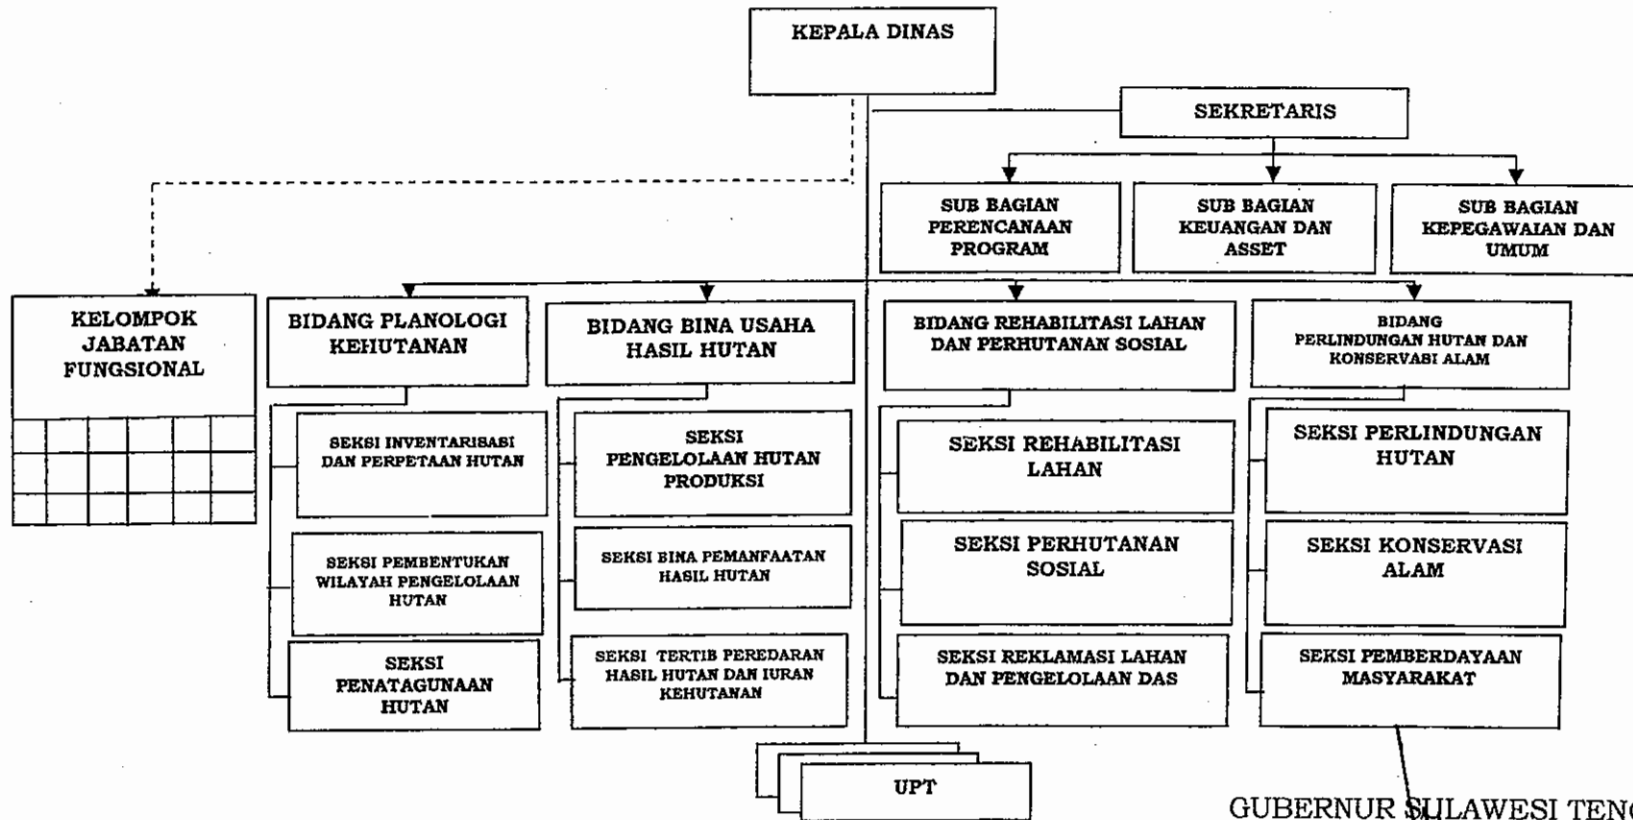 KEPALA DINAS
SEKRETARIS
SUB BAGIAN
PERENCANAAN
PROGRAM
SUB BAGIAN
KEUANGAN DAN
ASSET
SUB BAGIAN
KEPEGAWAIAN DAN
UMUM
KELOMPOK
JABATAN
FUNGSIONAL
BIDANG PLANOLOGI
KEHUTANAN
BIDANG BINA USAHA
HASIL HUTAN
BIDANG REHABILITASI LAHAN
DAN PERHUTANAN SOSIAL
BIDANG
PERLINDUNGAN HUTAN DAN
KONSERVASI ALAM
SEKSI INVENTARISASI
DAN PERPETAAN HUTAN
SEKSI PEMBENTUKAN
WILAYAH PENGELOLAAN
HUTAN
SEKSI
PENATAGUNAAN
HUTAN
SEKSI
PENGELOLAAN HUTAN
PRODUKSI
SEKSI BINA PEMANFAATAN
HASIL HUTAN
SEKSI TERTIB PEREDARAN
HASIL HUTAN DAN IURAN
KEHUTANAN
SEKSI REHABILITASI
LAHAN
SEKSI PERHUTANAN
SOSIAL
SEKSI REKLAMASI LAHAN
DAN PENGELOLAAN DAS
SEKSI PERLINDUNGAN
HUTAN
SEKSI KONSERVASI
ALAM
SEKSI PEMBERDAYAAN
MASYARAKAT
UPT
GUBERNUR SULAWESI TENG